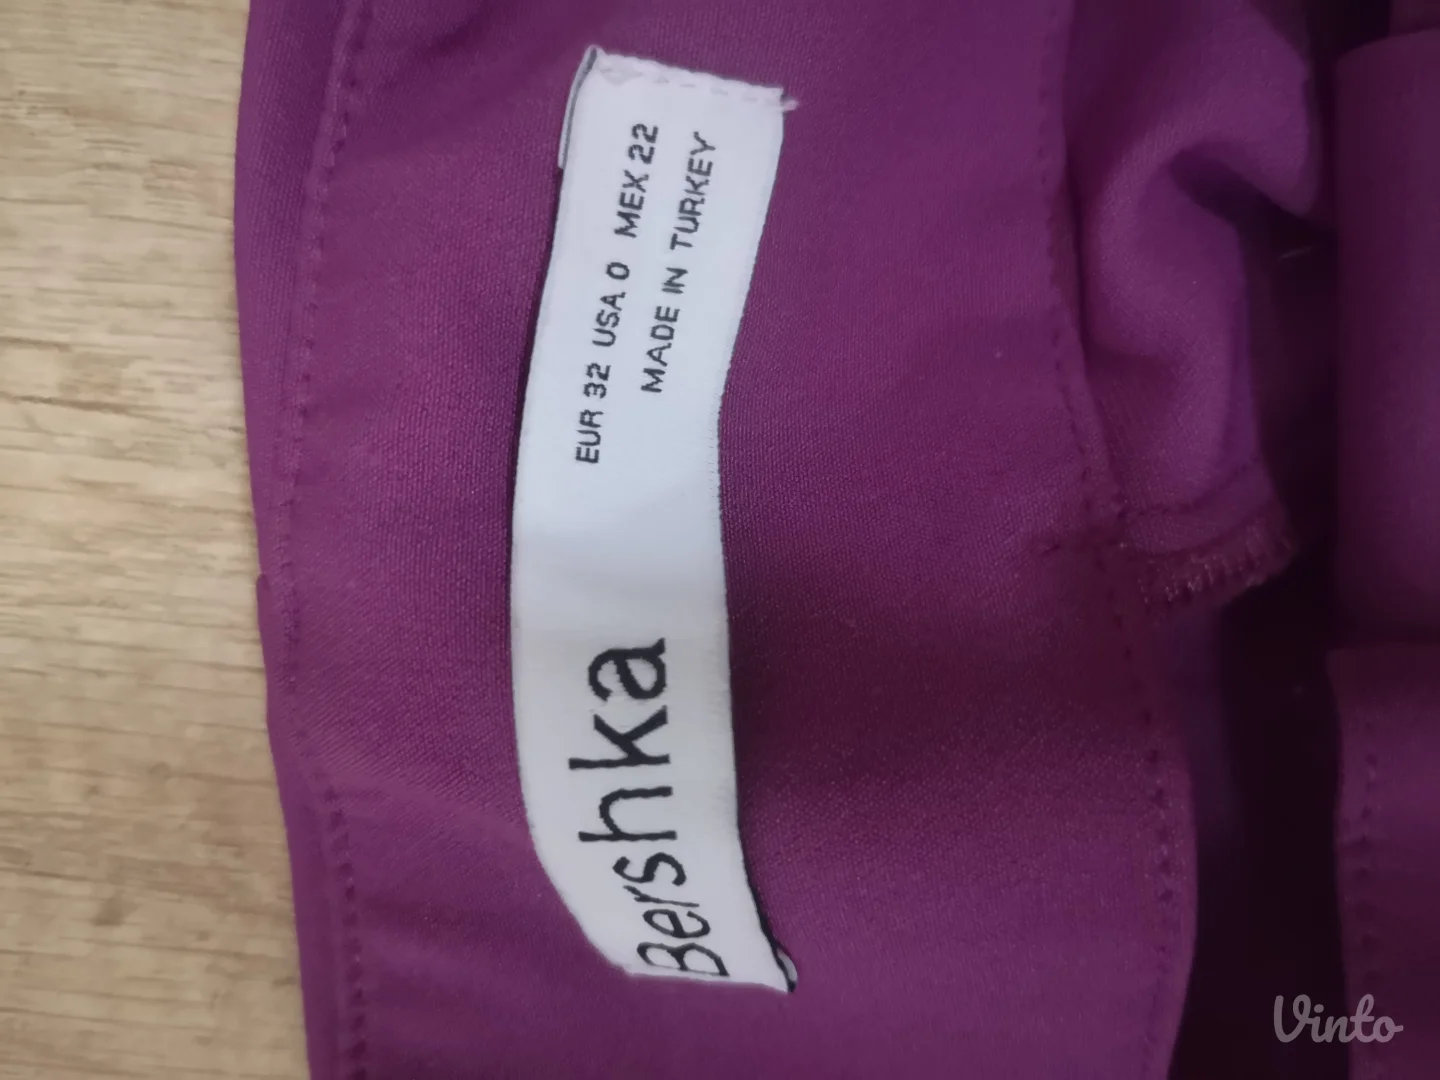 Bershka
EUR 32 USA 0 MEX 22
MADE IN TURKEY
Vinto